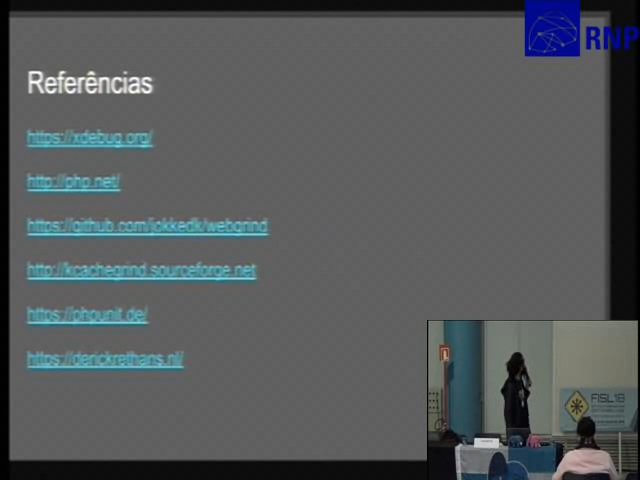 RNP
Referências
https://xdebug.org/
http://php.net/
https://github.com/jokkedk/webgrind
http://kcachegrind.sourceforge.net
https://phpunit.de/
https://derickrethans.nl/
FISL18